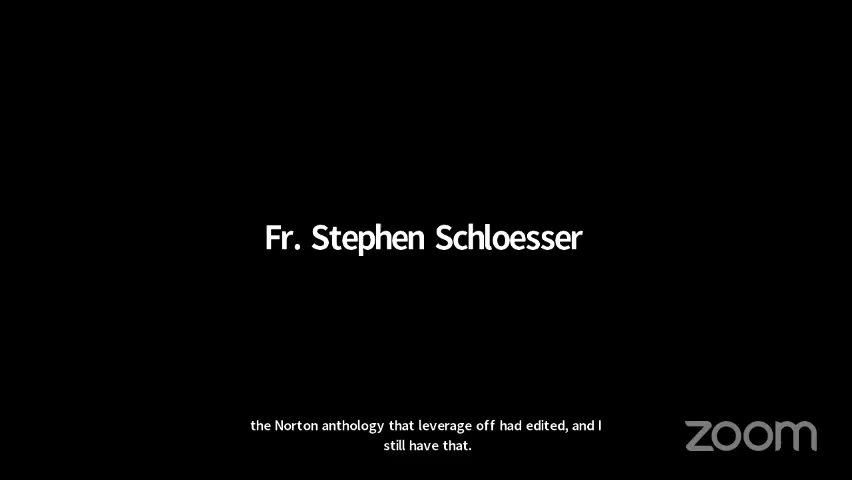 Fr. Stephen Schloesser
the Norton anthology that leverage off had edited, and I
still have that.
zoom